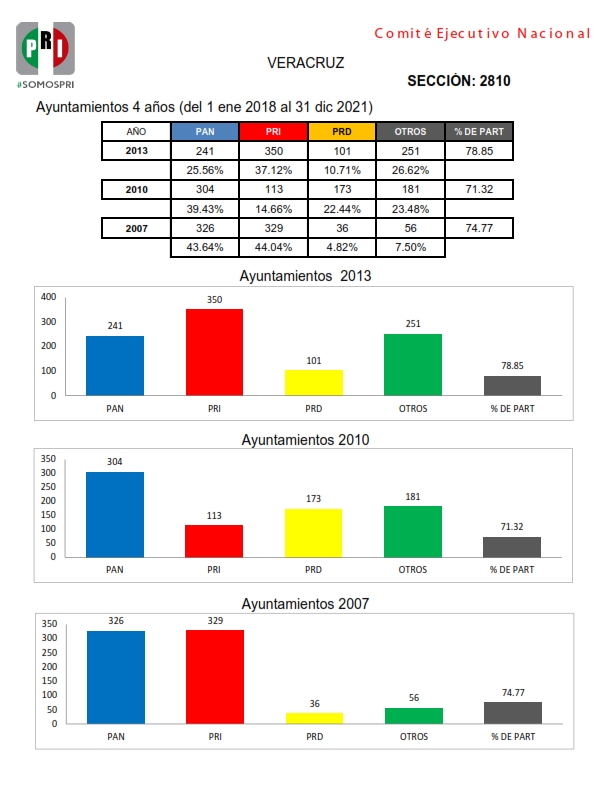 Comité Ejecutivo Nacional
PRI
#SOMOSPRI
VERACRUZ
SECCIÓN: 2810
Ayuntamientos 4 años (del 1 ene 2018 al 31 dic 2021)
AÑO PAN PRI PRD OTROS % DE PART
2013 241 350 101 251 78.85
25.56% 37.12% 10.71% 26.62%
2010 304 113 173 181 71.32
39.43% 14.66% 22.44% 23.48%
2007 326 329 36 56 74.77
43.64% 44.04% 4.82% 7.50%
Ayuntamientos 2013
400
300
200
100
0
241 350 101 251 78.85
PAN PRI PRD OTROS % DE PART
Ayuntamientos 2010
350
300
250
200
150
100
50
0
304 113 173 181 71.32
PAN PRI PRD OTROS % DE PART
Ayuntamientos 2007
350
300
250
200
150
100
50
0
326 329 36 56 74.77
PAN PRI PRD OTROS % DE PART